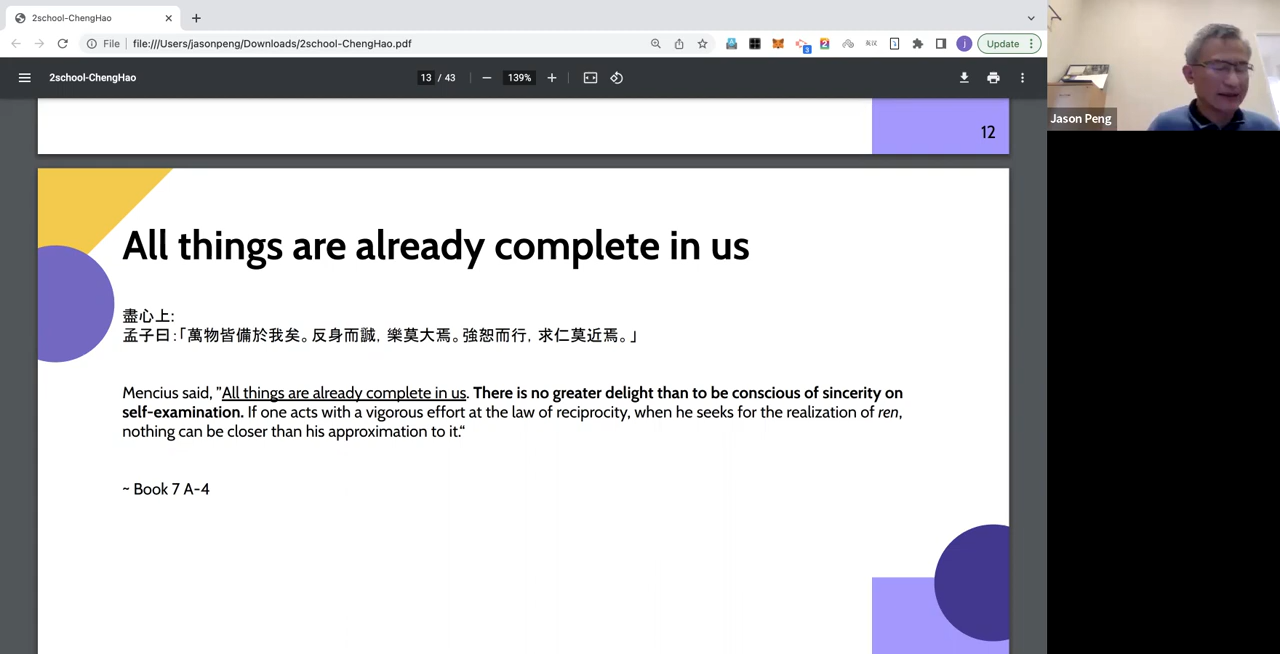 2school-ChengHao
File
file:///Users/jasonpeng/Downloads/2school-ChengHao.pdf
3
2
j
Update
2school-ChengHao
13 / 43
139%
Jason Peng
12
All things are already complete in us
盡心上:
孟子曰:「萬物皆備於我矣。反身而誠, 樂莫大焉。強恕而行, 求仁莫近焉。」
Mencius said, "All things are already complete in us. There is no greater delight than to be conscious of sincerity on
self-examination. If one acts with a vigorous effort at the law of reciprocity, when he seeks for the realization of ren,
nothing can be closer than his approximation to it.“
~ Book 7 A-4